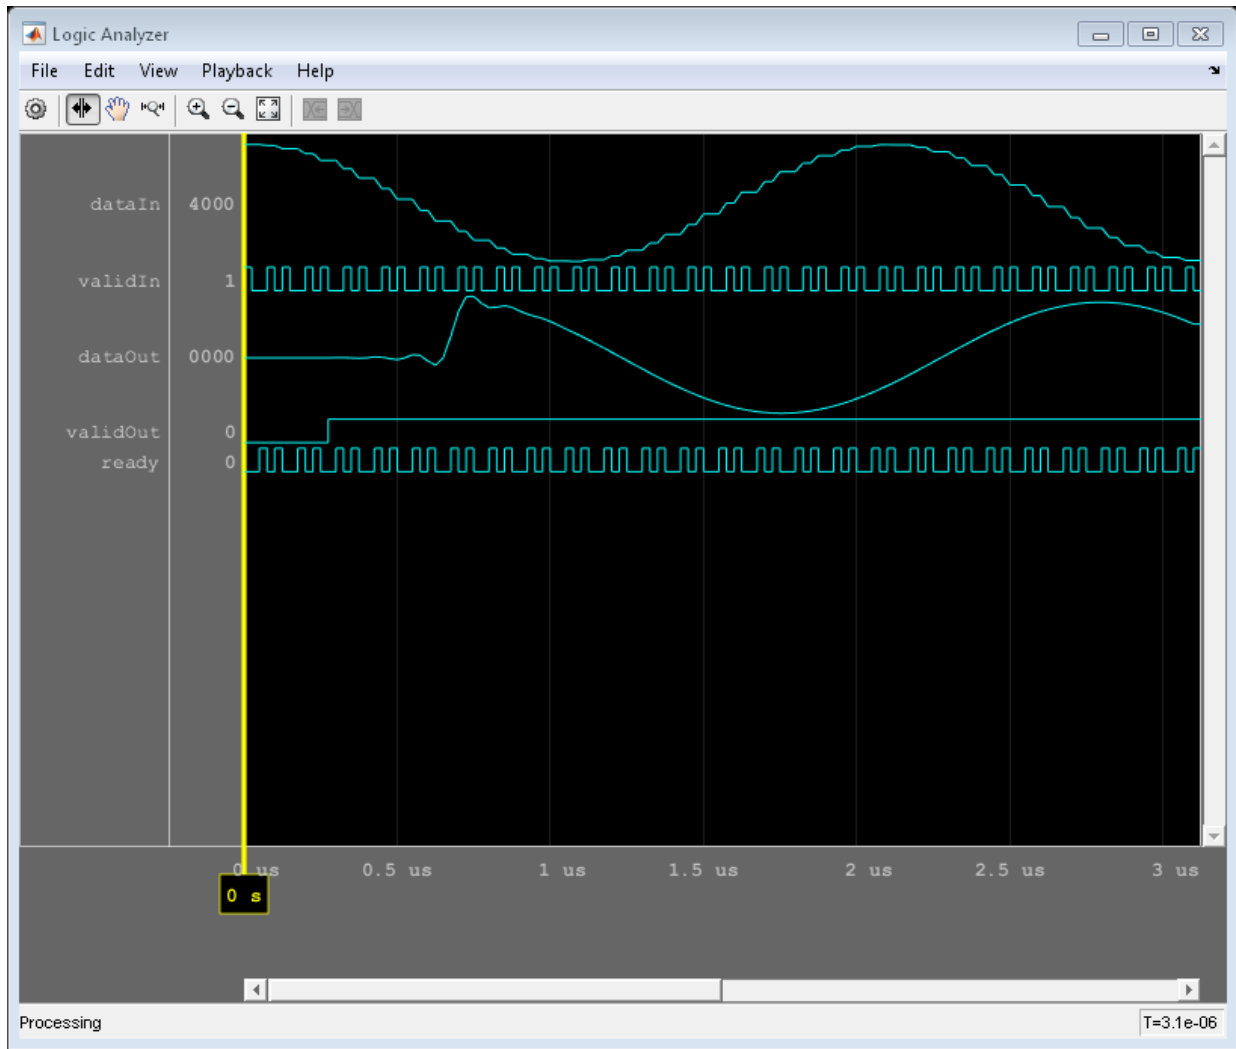 Logic Analyzer
File Edit View Playback Help
dataIn 4000
validIn 1
dataOut 0000
validOut 0
ready 0
0 us 0.5 us 1 us 1.5 us 2 us 2.5 us 3 us
0 s
Processing T=3.1e-06